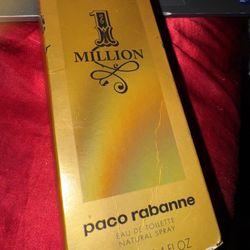 1
MILLION
paco rabanne
EAU DE TOILETTE
NATURAL SPRAY
FL OZ